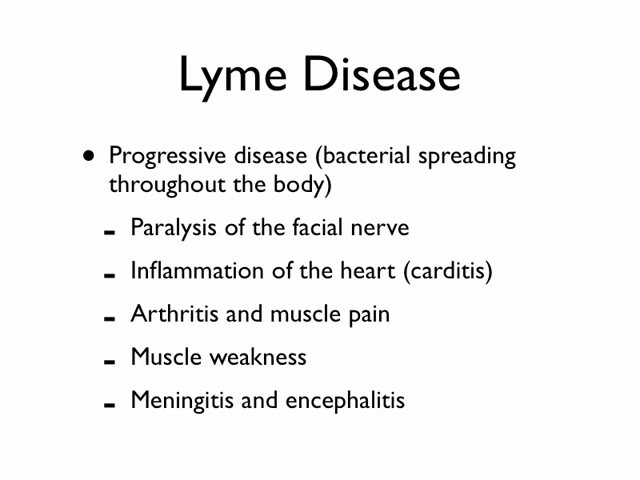 Lyme Disease
• Progressive disease (bacterial spreading
throughout the body)
- Paralysis of the facial nerve
- Inflammation of the heart (carditis)
- Arthritis and muscle pain
- Muscle weakness
- Meningitis and encephalitis